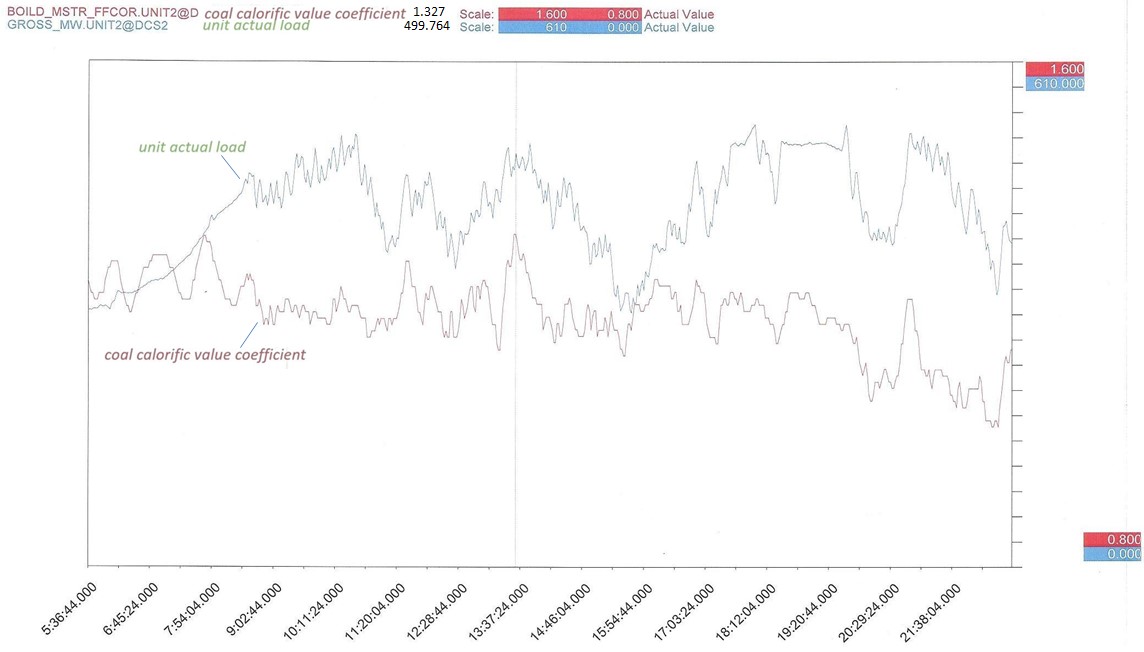 BOILD_MSTR_FFCOR.UNIT2@D coal calorific value coefficient 1.327 Scale: 1.600 0.800 Actual Value
GROSS_MW.UNIT2@DCS2 unit actual load 499.764 Scale: 610 0.000 Actual Value
1.600
610.000
unit actual load
coal calorific value coefficient
0.800
0.000
5:36:44.000 6:45:24.000 7:54:04.000 9:02:44.000 10:11:24.000 11:20:04.000 12:28:44.000 13:37:24.000 14:46:04.000 15:54:44.000 17:03:24.000 18:12:04.000 19:20:44.000 20:29:24.000 21:38:04.000